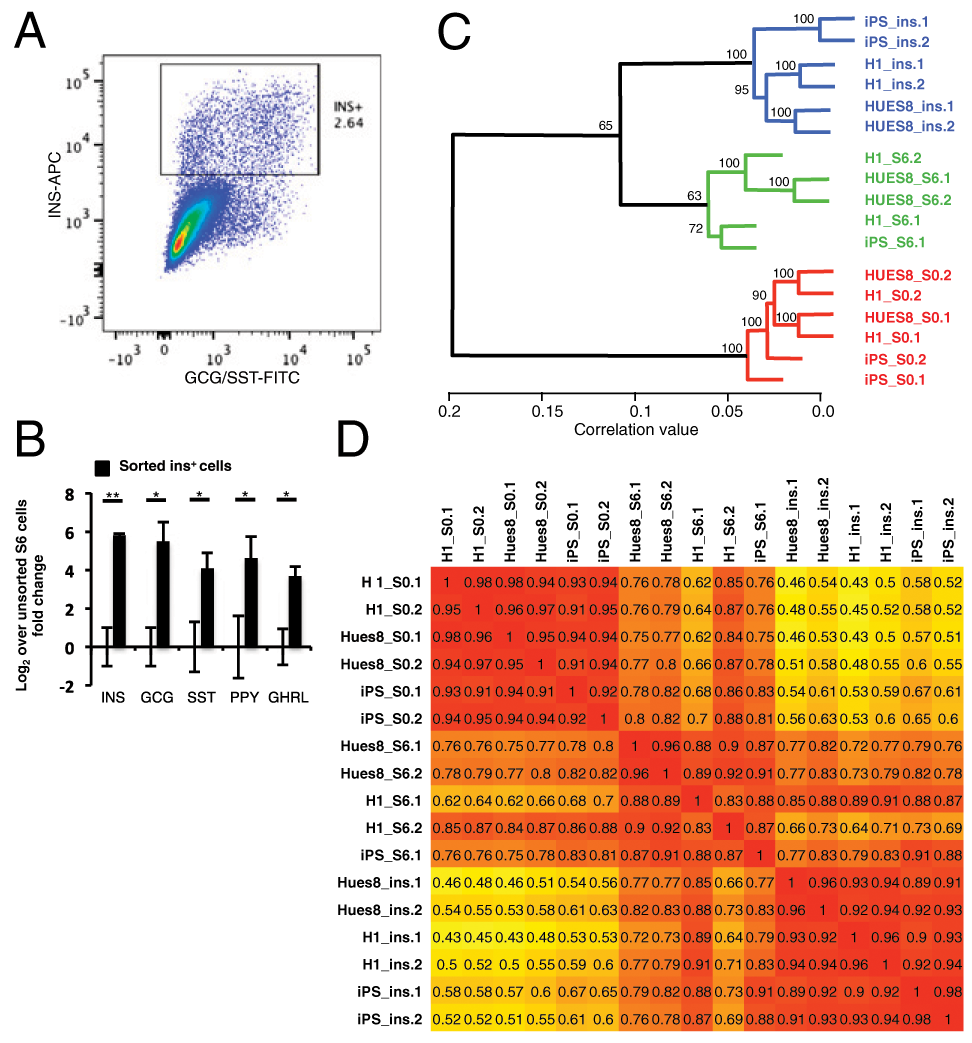 A
INS-APC
10^5
10^4
10^3
-10^3
INS+
2.64
-10^3
0
10^3
10^4
10^5
GCG/SST-FITC
C
100
100
100
95
100
65
100
100
63
72
100
90
100
100
100
iPS_ins.1
iPS_ins.2
H1_ins.1
H1_ins.2
HUES8_ins.1
HUES8_ins.2
H1_S6.2
HUES8_S6.1
HUES8_S6.2
H1_S6.1
iPS_S6.1
HUES8_S0.2
H1_S0.2
HUES8_S0.1
H1_S0.1
iPS_S0.2
iPS_S0.1
0.2 0.15 0.1 0.05 0.0
Correlation value
B
Sorted ins+ cells
Log2 over unsorted S6 cells
fold change
8
6
4
2
0
-2
** * * * *
INS GCG SST PPY GHRL
D
H1_S0.1 H1_S0.2 Hues8_S0.1 Hues8_S0.2 iPS_S0.1 iPS_S0.2 Hues8_S6.1 Hues8_S6.2 H1_S6.1 H1_S6.2 iPS_S6.1 Hues8_ins.1 Hues8_ins.2 H1_ins.1 H1_ins.2 iPS_ins.1 iPS_ins.2
H 1_S0.1 1 0.98 0.98 0.94 0.93 0.94 0.76 0.78 0.62 0.85 0.76 0.46 0.54 0.43 0.5 0.58 0.52
H1_S0.2 0.95 1 0.96 0.97 0.91 0.95 0.76 0.79 0.64 0.87 0.76 0.48 0.55 0.45 0.52 0.58 0.52
Hues8_S0.1 0.98 0.96 1 0.95 0.94 0.94 0.75 0.77 0.62 0.84 0.75 0.46 0.53 0.43 0.5 0.57 0.51
Hues8_S0.2 0.94 0.97 0.95 1 0.91 0.94 0.77 0.8 0.66 0.87 0.78 0.51 0.58 0.48 0.55 0.6 0.55
iPS_S0.1 0.93 0.91 0.94 0.91 1 0.92 0.78 0.82 0.68 0.86 0.83 0.54 0.61 0.53 0.59 0.67 0.61
iPS_S0.2 0.94 0.95 0.94 0.94 0.92 1 0.8 0.82 0.7 0.88 0.81 0.56 0.63 0.53 0.6 0.65 0.6
Hues8_S6.1 0.76 0.76 0.75 0.77 0.78 0.8 1 0.96 0.88 0.9 0.87 0.77 0.82 0.72 0.77 0.79 0.76
Hues8_S6.2 0.78 0.79 0.77 0.8 0.82 0.82 0.96 1 0.89 0.92 0.91 0.77 0.83 0.73 0.79 0.82 0.78
H1_S6.1 0.62 0.64 0.62 0.66 0.68 0.7 0.88 0.89 1 0.83 0.88 0.85 0.88 0.89 0.91 0.88 0.87
H1_S6.2 0.85 0.87 0.84 0.87 0.86 0.88 0.9 0.92 0.83 1 0.87 0.66 0.73 0.64 0.71 0.73 0.69
iPS_S6.1 0.76 0.76 0.75 0.78 0.83 0.81 0.87 0.91 0.88 0.87 1 0.77 0.83 0.79 0.83 0.91 0.88
Hues8_ins.1 0.46 0.48 0.46 0.51 0.54 0.56 0.77 0.77 0.85 0.66 0.77 1 0.96 0.93 0.94 0.89 0.91
Hues8_ins.2 0.54 0.55 0.53 0.58 0.61 0.63 0.82 0.83 0.88 0.73 0.83 0.96 1 0.92 0.94 0.92 0.93
H1_ins.1 0.43 0.45 0.43 0.48 0.53 0.53 0.72 0.73 0.89 0.64 0.79 0.93 0.92 1 0.96 0.9 0.93
H1_ins.2 0.5 0.52 0.5 0.55 0.59 0.6 0.77 0.79 0.91 0.71 0.83 0.94 0.94 0.96 1 0.92 0.94
iPS_ins.1 0.58 0.58 0.57 0.6 0.67 0.65 0.79 0.82 0.88 0.73 0.91 0.89 0.92 0.9 0.92 1 0.98
iPS_ins.2 0.52 0.52 0.51 0.55 0.61 0.6 0.76 0.78 0.87 0.69 0.88 0.91 0.93 0.93 0.94 0.98 1